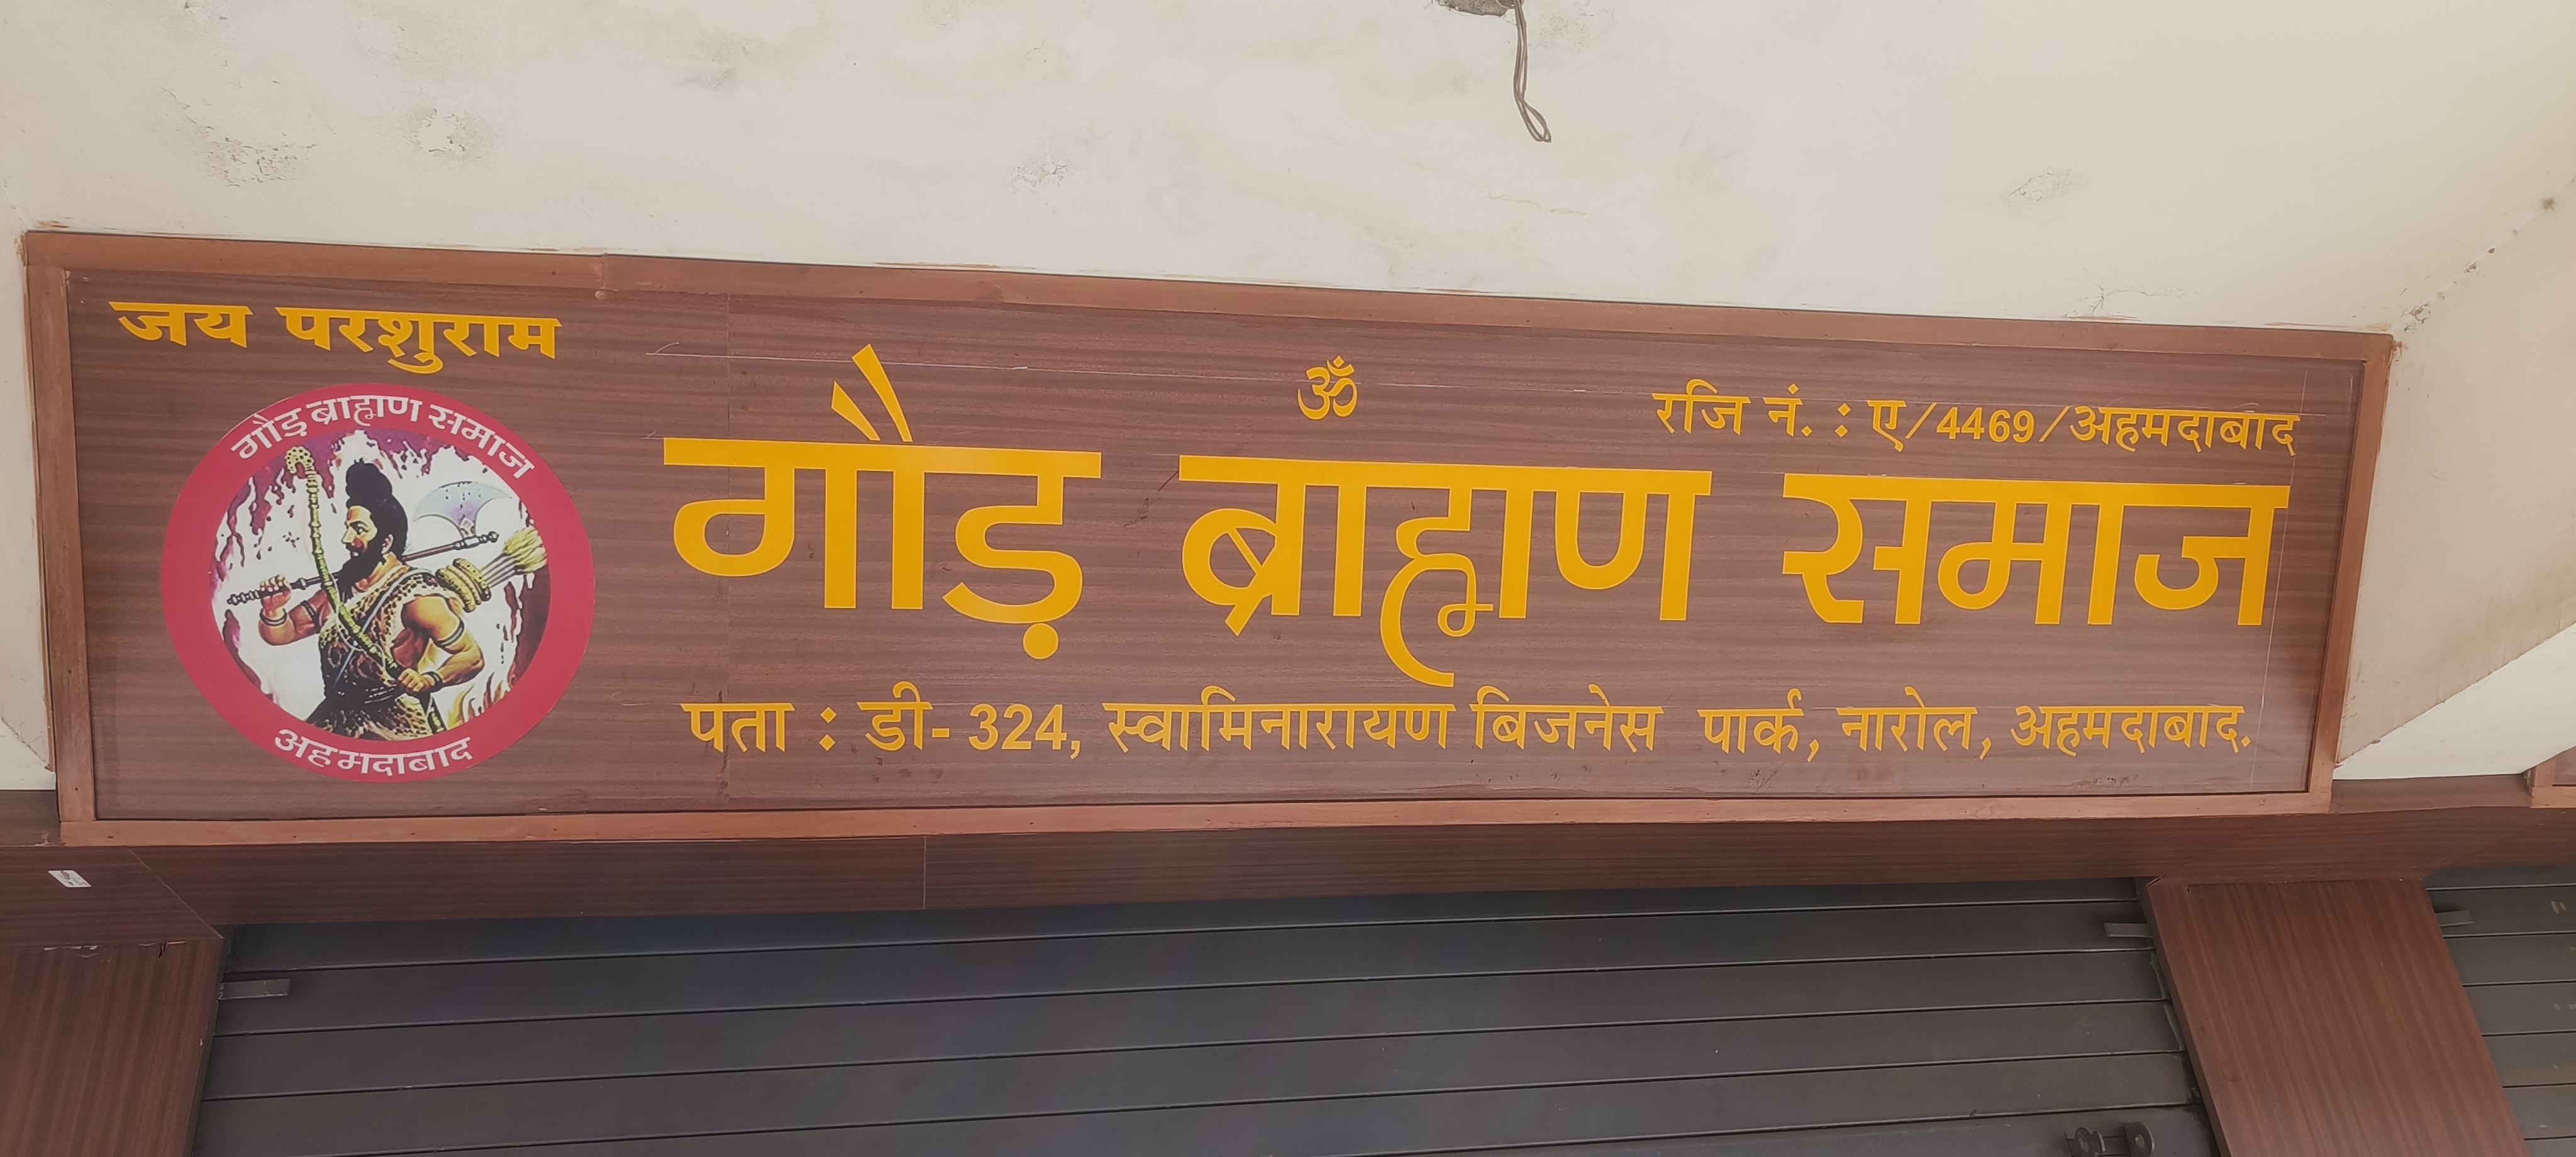 जय परशुराम
गौड़ ब्राह्मण समाज
अहमदाबाद
ॐ
रजि नं. : ए/4469/अहमदाबाद
गौड़ ब्राह्मण समाज
पता : डी- 324, स्वामिनारायण बिजनेस पार्क, नारोल, अहमदाबाद.